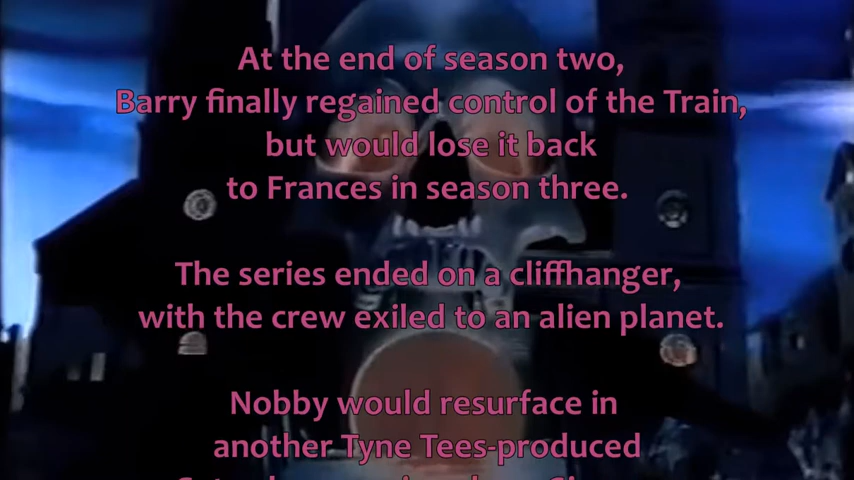 At the end of season two,
Barry finally regained control of the Train,
but would lose it back
to Frances in season three.
The series ended on a cliffhanger,
with the crew exiled to an alien planet.
Nobby would resurface in
another Tyne Tees-produced